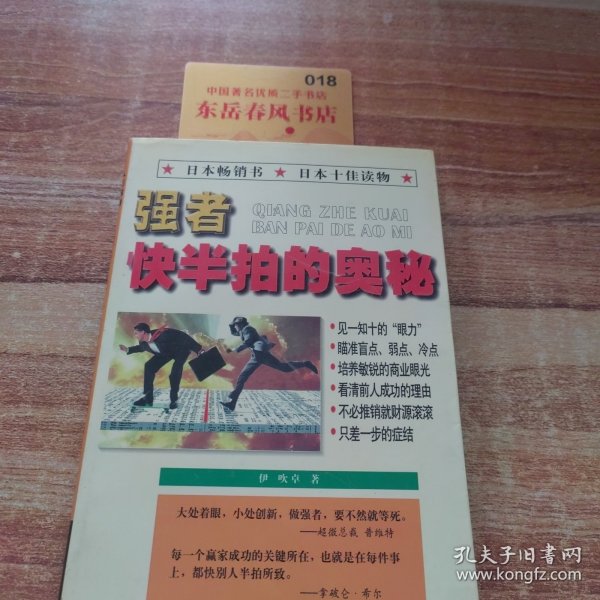 018
中国著名优质二手书店
东岳春风书店
★ 日本畅销书 ★ 日本十佳读物 ★
强者
QIANG ZHE KUAI
BAN PAI DE AO MI
快半拍的奥秘
•见一知十的“眼力”
•瞄准盲点、弱点、冷点
•培养敏锐的商业眼光
•看清前人成功的理由
•不必推销就财源滚滚
•只差一步的症结
伊吹卓 著
大处着眼，小处创新，做强者，要不然就等死。
——超微总裁 普维特
每一个赢家成功的关键所在，也就是在每件事
上，都快别人半拍所致。
——拿破仑·希尔
孔夫子旧书网
www.kongfz.com